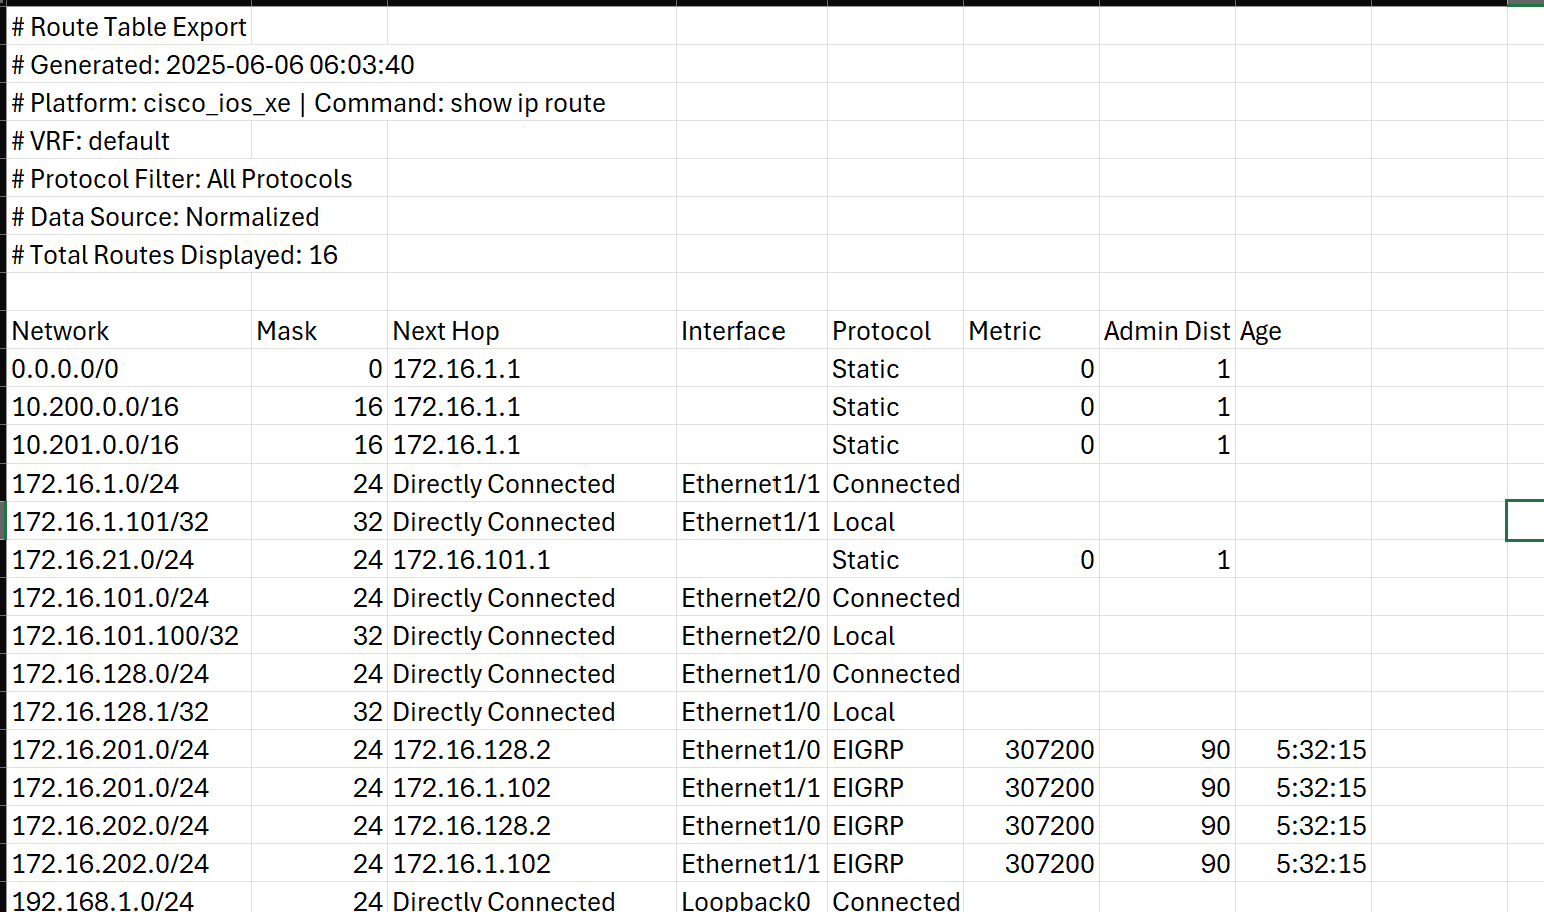 # Route Table Export
# Generated: 2025-06-06 06:03:40
# Platform: cisco_ios_xe | Command: show ip route
# VRF: default
# Protocol Filter: All Protocols
# Data Source: Normalized
# Total Routes Displayed: 16
Network Mask Next Hop Interface Protocol Metric Admin Dist Age
0.0.0.0/0 0 172.16.1.1 Static 0 1
10.200.0.0/16 16 172.16.1.1 Static 0 1
10.201.0.0/16 16 172.16.1.1 Static 0 1
172.16.1.0/24 24 Directly Connected Ethernet1/1 Connected
172.16.1.101/32 32 Directly Connected Ethernet1/1 Local
172.16.21.0/24 24 172.16.101.1 Static 0 1
172.16.101.0/24 24 Directly Connected Ethernet2/0 Connected
172.16.101.100/32 32 Directly Connected Ethernet2/0 Local
172.16.128.0/24 24 Directly Connected Ethernet1/0 Connected
172.16.128.1/32 32 Directly Connected Ethernet1/0 Local
172.16.201.0/24 24 172.16.128.2 Ethernet1/0 EIGRP 307200 90 5:32:15
172.16.201.0/24 24 172.16.1.102 Ethernet1/1 EIGRP 307200 90 5:32:15
172.16.202.0/24 24 172.16.128.2 Ethernet1/0 EIGRP 307200 90 5:32:15
172.16.202.0/24 24 172.16.1.102 Ethernet1/1 EIGRP 307200 90 5:32:15
192.168.1.0/24 24 Directly Connected Loopback0 Connected